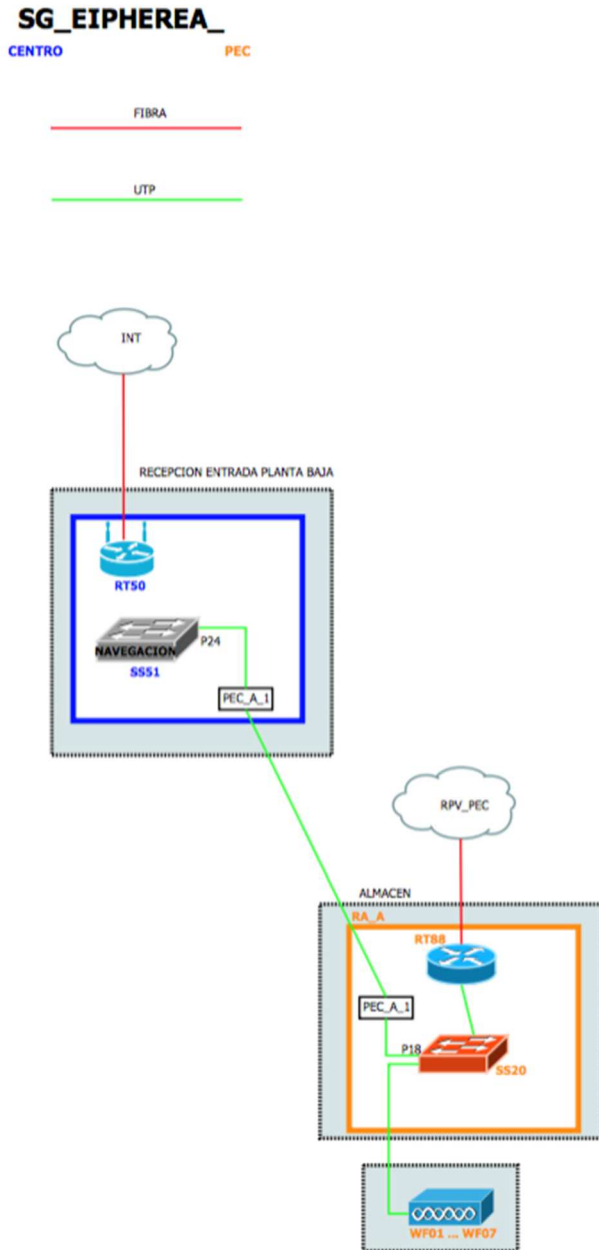 SG_EIPHEREA_
CENTRO PEC
FIBRA
UTP
INT
RECEPCION ENTRADA PLANTA BAJA
RT50
P24
NAVEGACION
SS51
PEC_A_1
RPV_PEC
ALMACEN
RA_A
RT88
PEC_A_1
P18
SS20
WF01 ... WF07